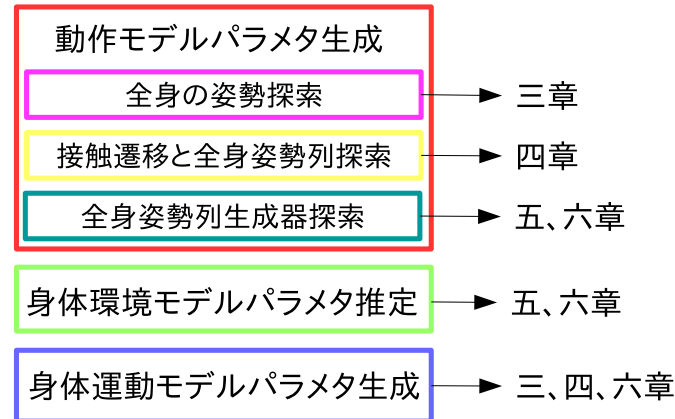 動作モデルパラメタ生成
全身の姿勢探索
三章
接触遷移と全身姿勢列探索
四章
全身姿勢列生成器探索
五、六章
身体環境モデルパラメタ推定
五、六章
身体運動モデルパラメタ生成
三、四、六章